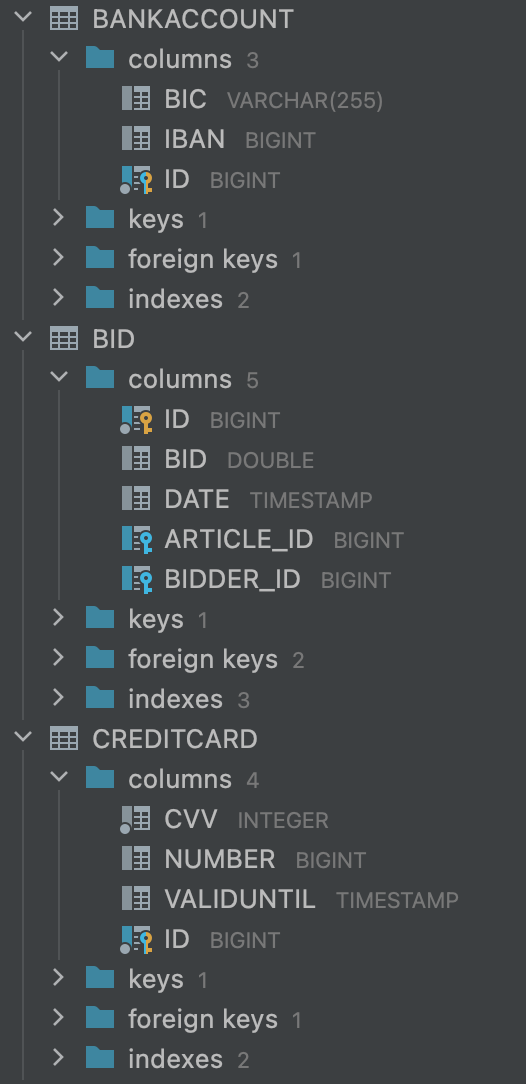 BANKACCOUNT
columns 3
BIC VARCHAR(255)
IBAN BIGINT
ID BIGINT
keys 1
foreign keys 1
indexes 2
BID
columns 5
ID BIGINT
BID DOUBLE
DATE TIMESTAMP
ARTICLE_ID BIGINT
BIDDER_ID BIGINT
keys 1
foreign keys 2
indexes 3
CREDITCARD
columns 4
CVV INTEGER
NUMBER BIGINT
VALIDUNTIL TIMESTAMP
ID BIGINT
keys 1
foreign keys 1
indexes 2